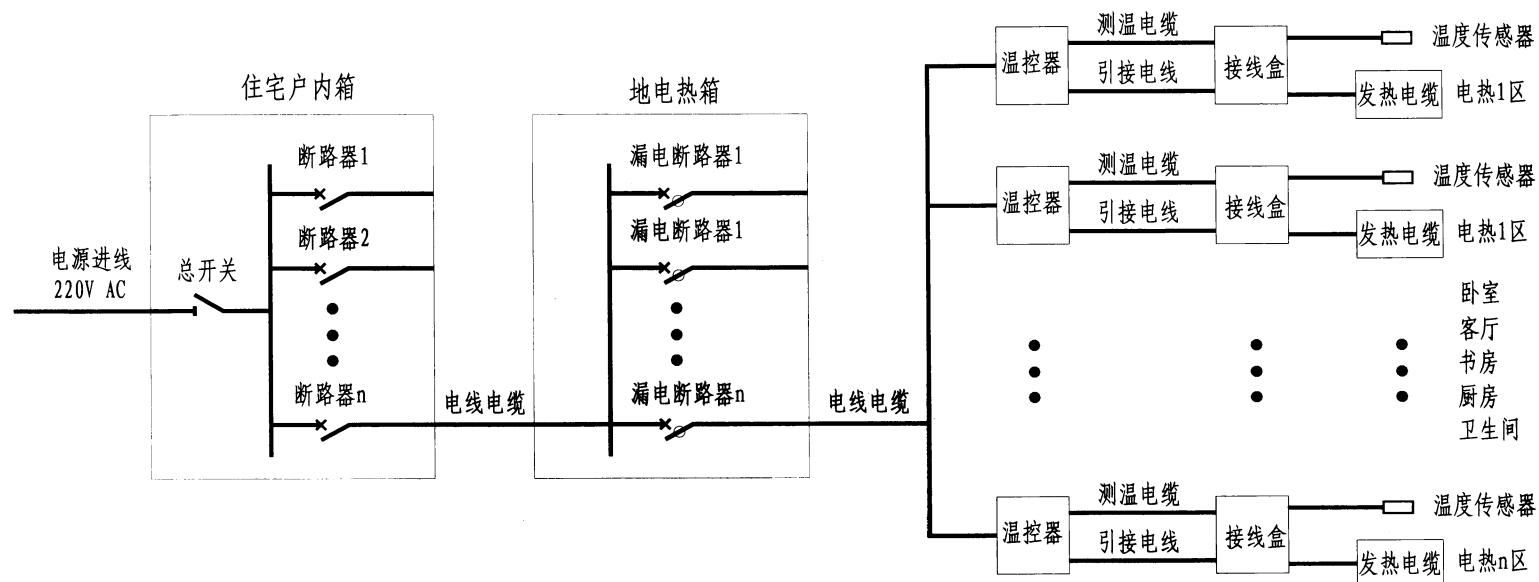 住宅户内箱
地电热箱
电源进线
220V AC
总开关
断路器1
断路器2
断路器n
电线电缆
漏电断路器1
漏电断路器1
漏电断路器n
电线电缆
温控器
测温电缆
引接电线
接线盒
温度传感器
发热电缆
电热1区
温控器
测温电缆
引接电线
接线盒
温度传感器
发热电缆
电热1区
卧室
客厅
书房
厨房
卫生间
温控器
测温电缆
引接电线
接线盒
温度传感器
发热电缆
电热n区